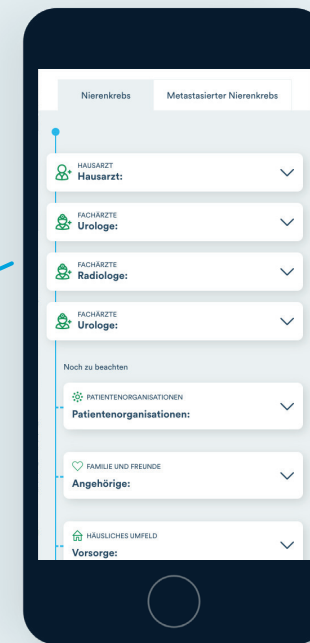 Nierenkrebs
Metastasierter Nierenkrebs
HAUSARZT
Hausarzt:
FACHÄRZTE
Urologe:
FACHÄRZTE
Radiologe:
FACHÄRZTE
Urologe:
Noch zu beachten
PATIENTENORGANISATIONEN
Patientenorganisationen:
FAMILIE UND FREUNDE
Angehörige:
HÄUSLICHES UMFELD
Vorsorge: